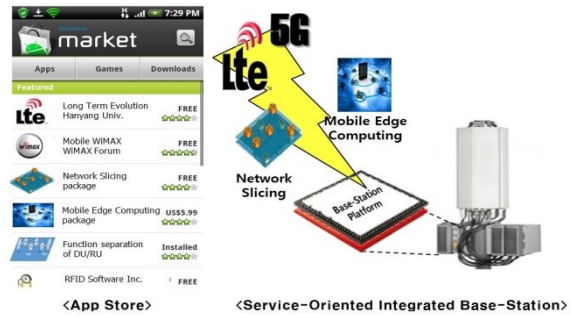 7:29 PM
market
Apps Games Downloads
Featured
Lte
Long Term Evolution
Hanyang Univ.
FREE
wimax
Mobile WIMAX
WIMAX Forum
FREE
Network Slicing
package
FREE
Mobile Edge Computing
package
US$5.99
Function separation
of DU/RU
Installed
RFID Software Inc.
FREE
<App Store>
5G
Lte
Mobile Edge
Computing
Network
Slicing
Base-Station
Platform
<Service-Oriented Integrated Base-Station>